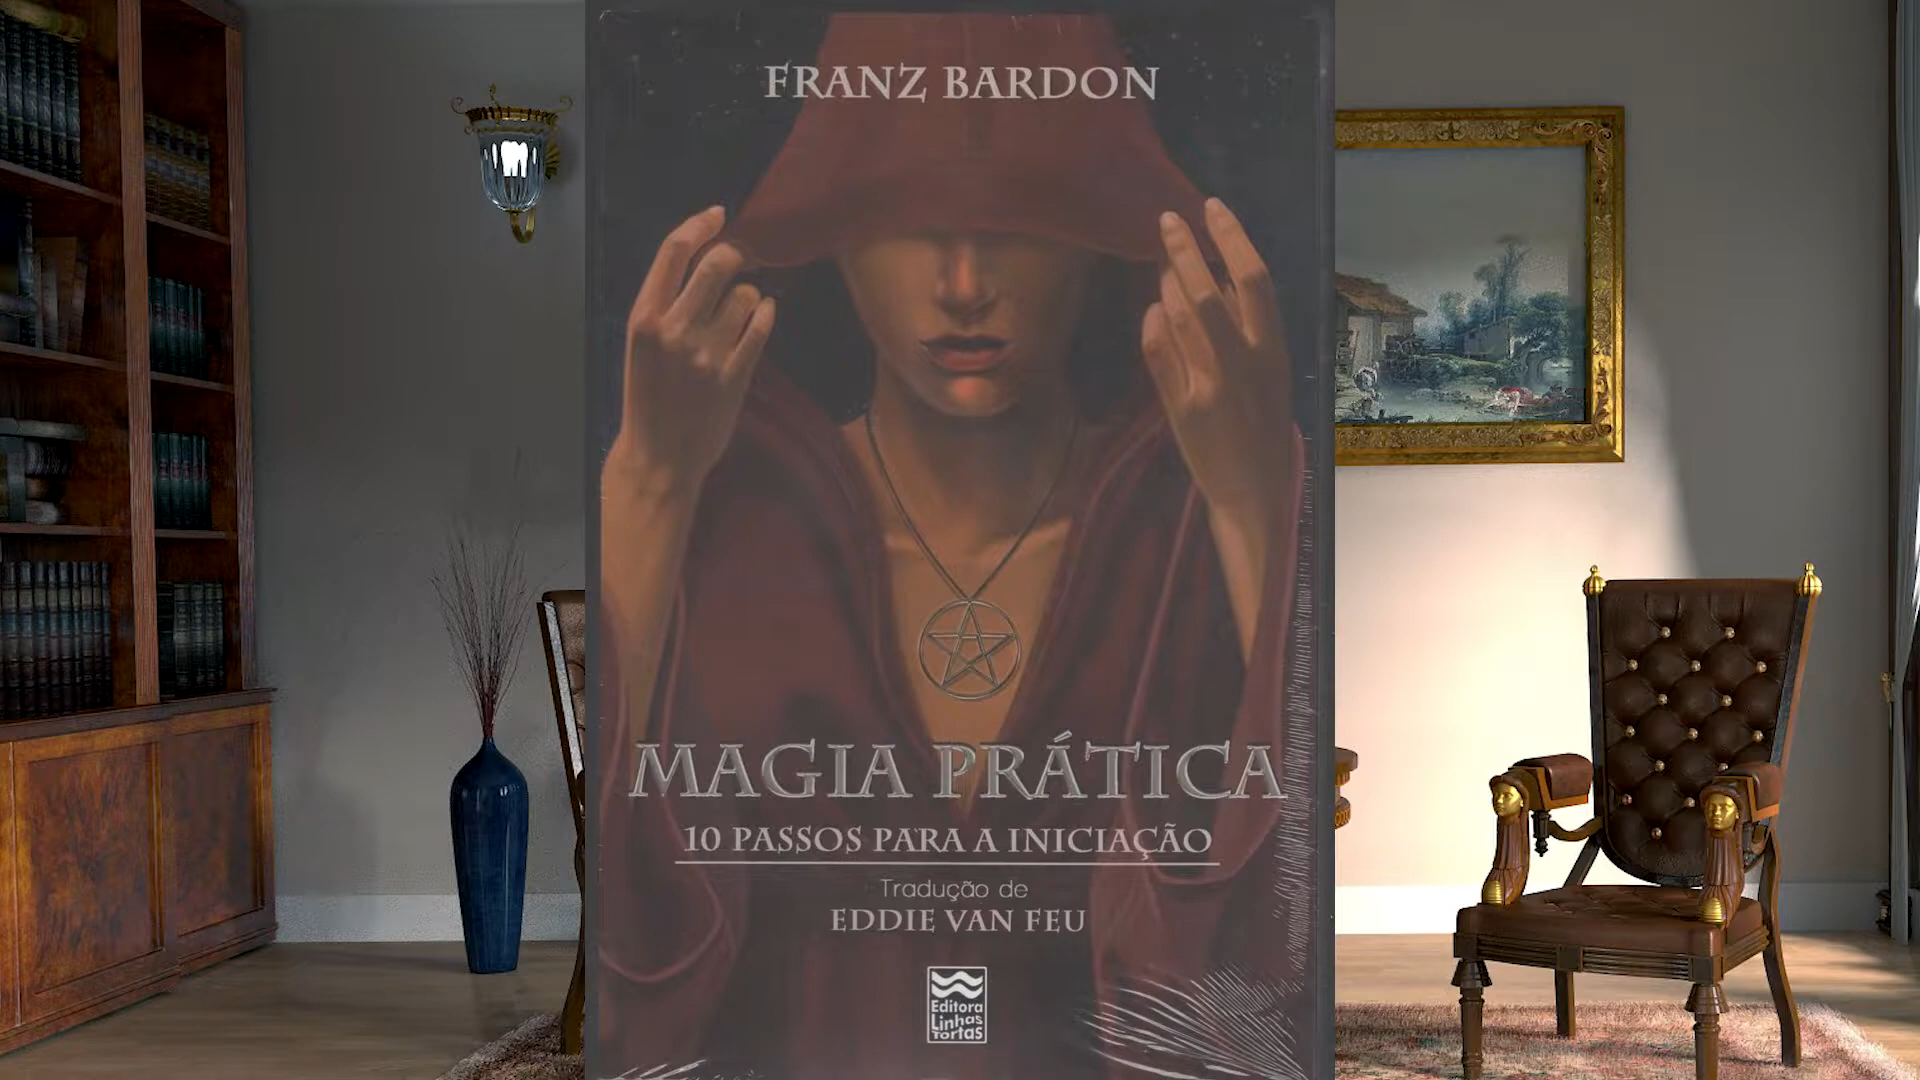 FRANZ BARDON
MAGIA PRÁTICA
10 PASSOS PARA A INICIAÇÃO
Tradução de
EDDIE VAN FEU
Editora
Linhas
Tortas